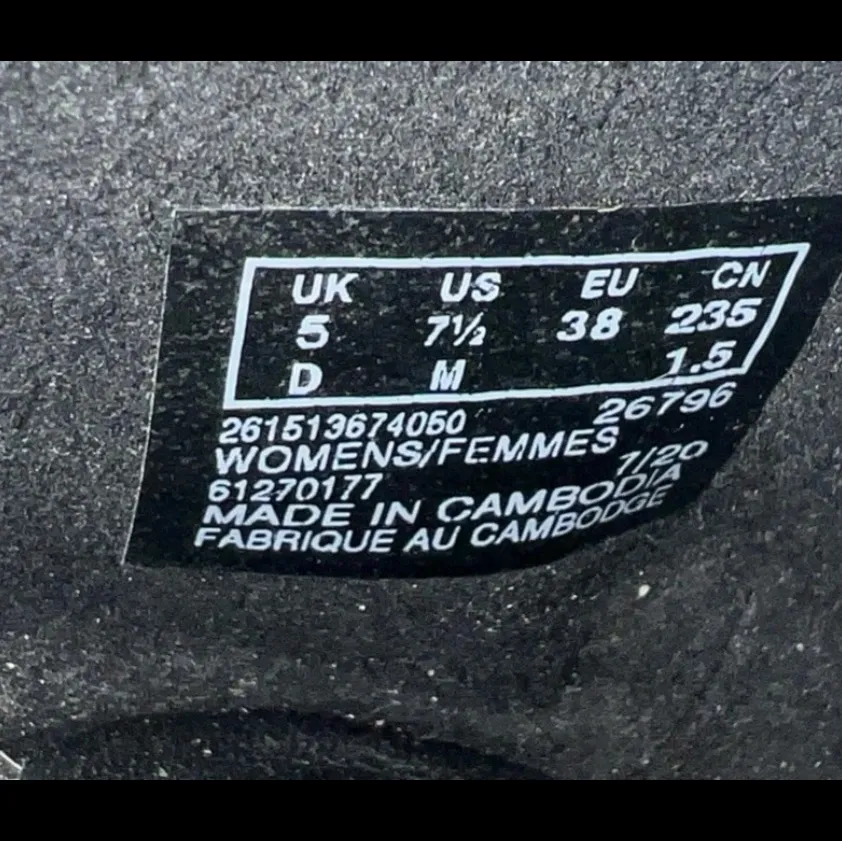 UK US EU CN
5 7½ 38 235
D M 1.5
261513674050 26796
WOMENS/FEMMES
61270177 7/20
MADE IN CAMBODIA
FABRIQUE AU CAMBODGE